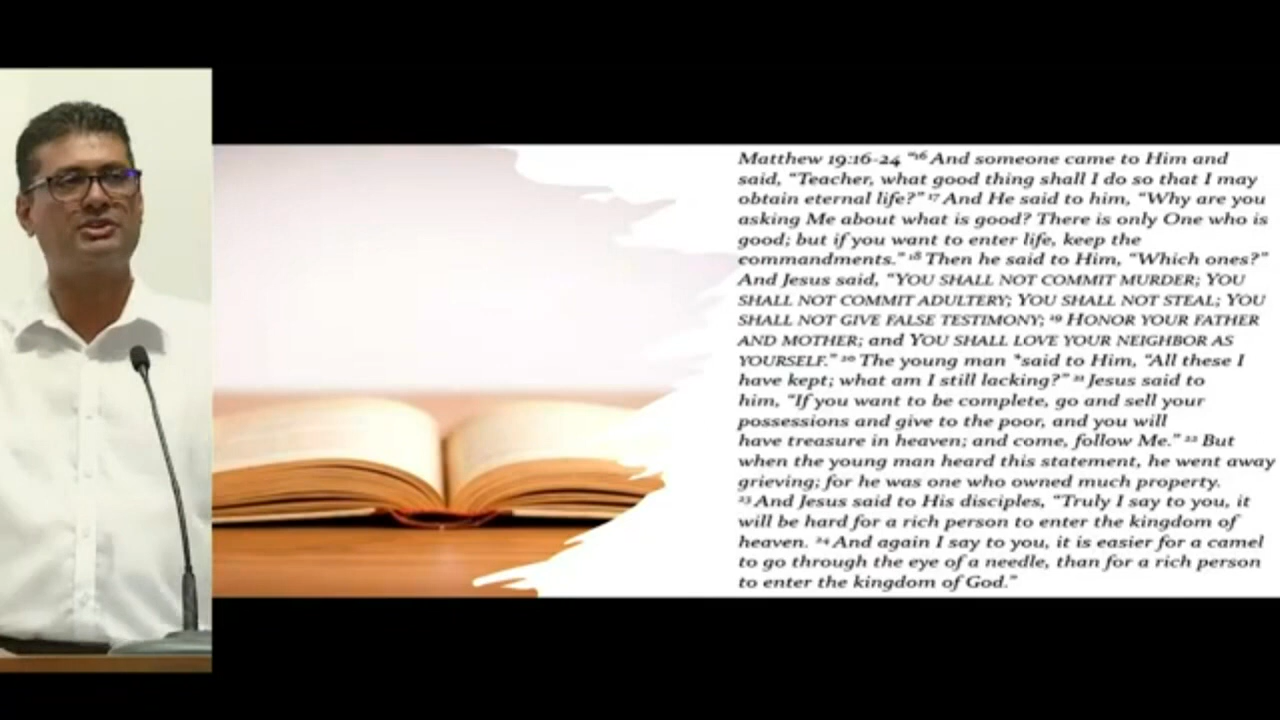 Matthew 19:16-24 “¹⁶ And someone came to Him and
said, “Teacher, what good thing shall I do so that I may
obtain eternal life?” ¹⁷ And He said to him, “Why are you
asking Me about what is good? There is only One who is
good; but if you want to enter life, keep the
commandments.” ¹⁸ Then he said to Him, “Which ones?”
And Jesus said, “YOU SHALL NOT COMMIT MURDER; YOU
SHALL NOT COMMIT ADULTERY; YOU SHALL NOT STEAL; YOU
SHALL NOT GIVE FALSE TESTIMONY; ¹⁹ HONOR YOUR FATHER
AND MOTHER; and YOU SHALL LOVE YOUR NEIGHBOR AS
YOURSELF.” ²⁰ The young man *said to Him, “All these I
have kept; what am I still lacking?” ²¹ Jesus said to
him, “If you want to be complete, go and sell your
possessions and give to the poor, and you will
have treasure in heaven; and come, follow Me.” ²² But
when the young man heard this statement, he went away
grieving; for he was one who owned much property.
²³ And Jesus said to His disciples, “Truly I say to you, it
will be hard for a rich person to enter the kingdom of
heaven. ²⁴ And again I say to you, it is easier for a camel
to go through the eye of a needle, than for a rich person
to enter the kingdom of God.”